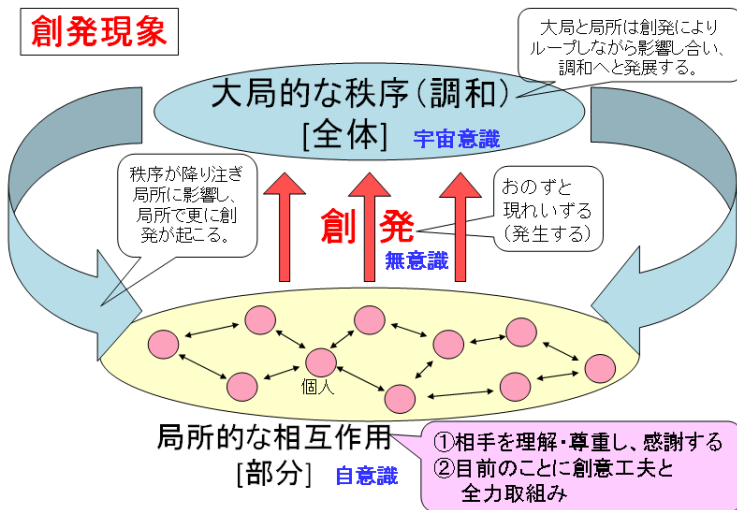 創発現象
大局と局所は創発により
ループしながら影響し合い、
調和へと発展する。
大局的な秩序(調和)
[全体] 宇宙意識
秩序が降り注ぎ
局所に影響し、
局所で更に創
発が起こる。
創発
無意識
おのずと
現れいずる
(発生する)
個人
局所的な相互作用
[部分] 自意識
①相手を理解・尊重し、感謝する
②目前のことに創意工夫と
全力取組み